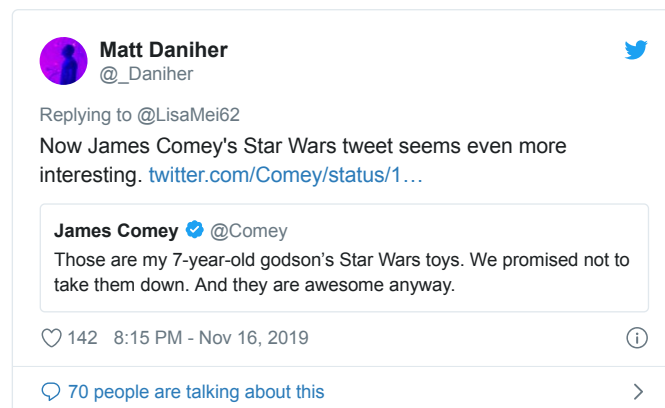 Matt Daniher
@_Daniher
Replying to @LisaMei62
Now James Comey's Star Wars tweet seems even more
interesting. twitter.com/Comey/status/1…
James Comey @Comey
Those are my 7-year-old godson’s Star Wars toys. We promised not to
take them down. And they are awesome anyway.
142 8:15 PM - Nov 16, 2019
70 people are talking about this